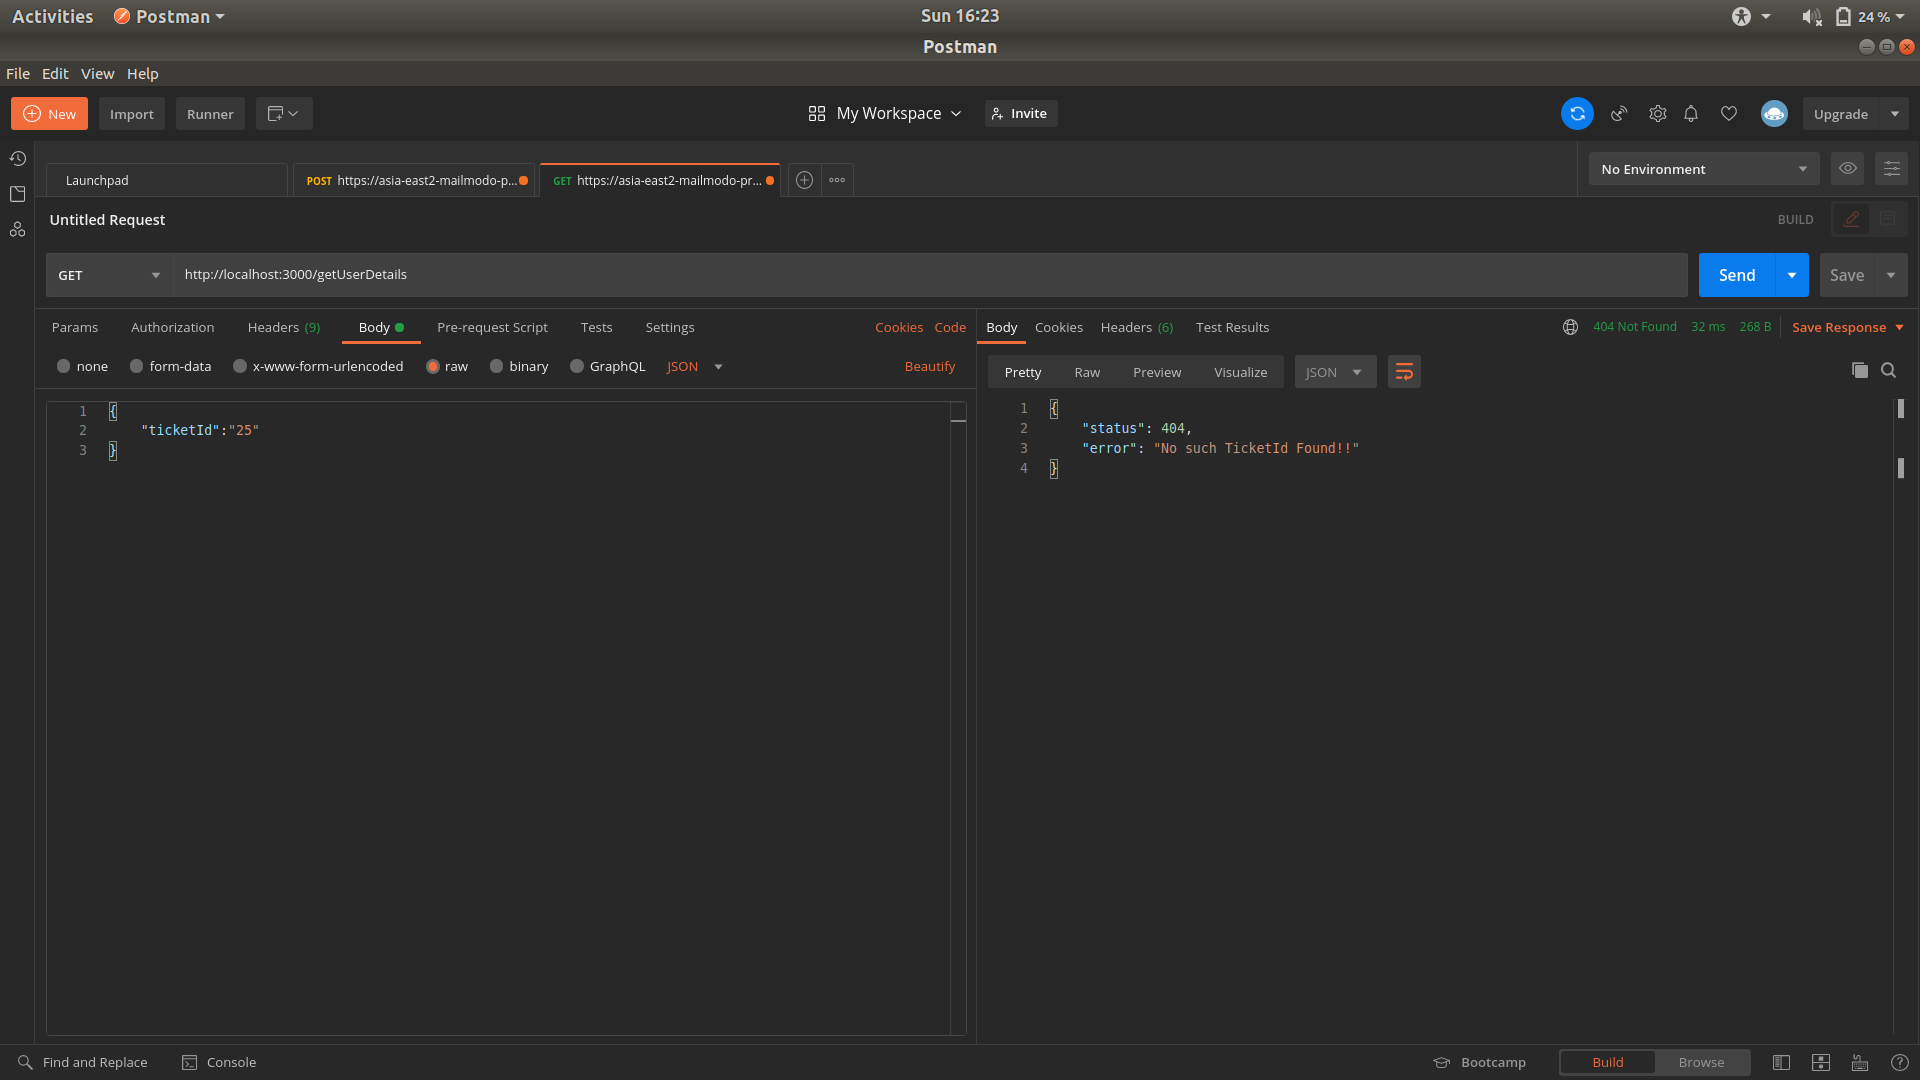 Activities Postman Sun 16:23 24 %
Postman
File Edit View Help
New Import Runner My Workspace Invite Upgrade
Launchpad POST https://asia-east2-mailmodo-p... GET https://asia-east2-mailmodo-pr... No Environment
Untitled Request BUILD
GET http://localhost:3000/getUserDetails Send Save
Params Authorization Headers (9) Body Pre-request Script Tests Settings Cookies Code
none form-data x-www-form-urlencoded raw binary GraphQL JSON Beautify
1 {
2 "ticketId":"25"
3 }
Body Cookies Headers (6) Test Results 404 Not Found 32 ms 268 B Save Response
Pretty Raw Preview Visualize JSON
1 {
2 "status": 404,
3 "error": "No such TicketId Found!!"
4 }
Find and Replace Console Bootcamp Build Browse